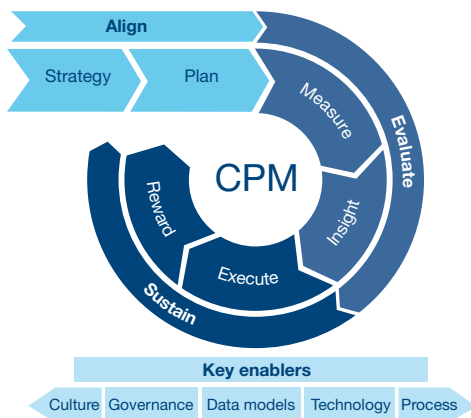 Align
Strategy
Plan
Measure
Evaluate
CPM
Insight
Reward
Execute
Sustain
Key enablers
Culture Governance Data models Technology Process